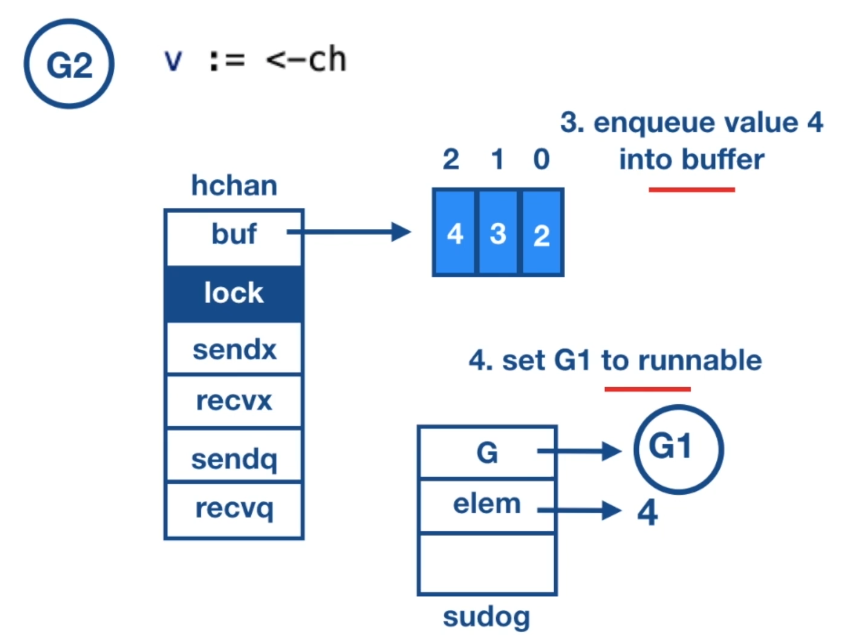 G2
v := <-ch
3. enqueue value 4
into buffer
2 1 0
hchan
buf
4 3 2
lock
sendx
recvx
sendq
recvq
4. set G1 to runnable
G
G1
elem
4
sudog